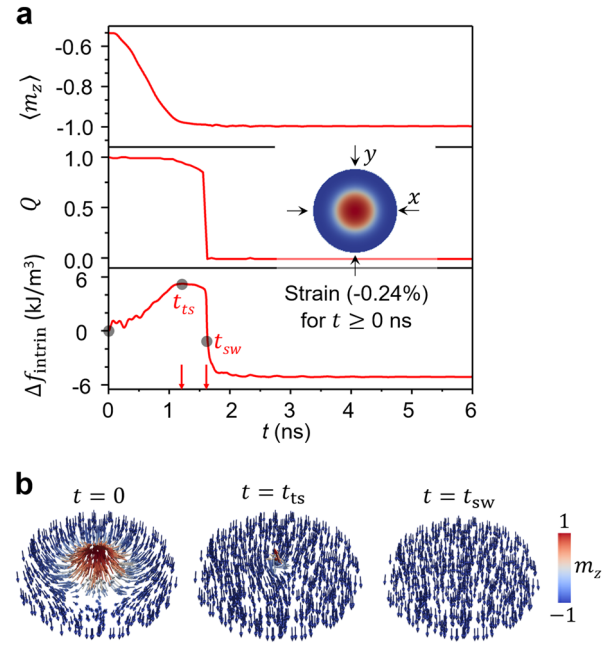 a
⟨m_z⟩
-0.6
-0.8
-1.0
Q
1.0
0.5
0.0
y
x
Strain (-0.24%)
for t ≥ 0 ns
Δf_intrin (kJ/m³)
6
0
-6
t_ts
t_sw
0 1 2 3 4 5 6
t (ns)
b
t = 0 t = t_ts t = t_sw
1
m_z
−1